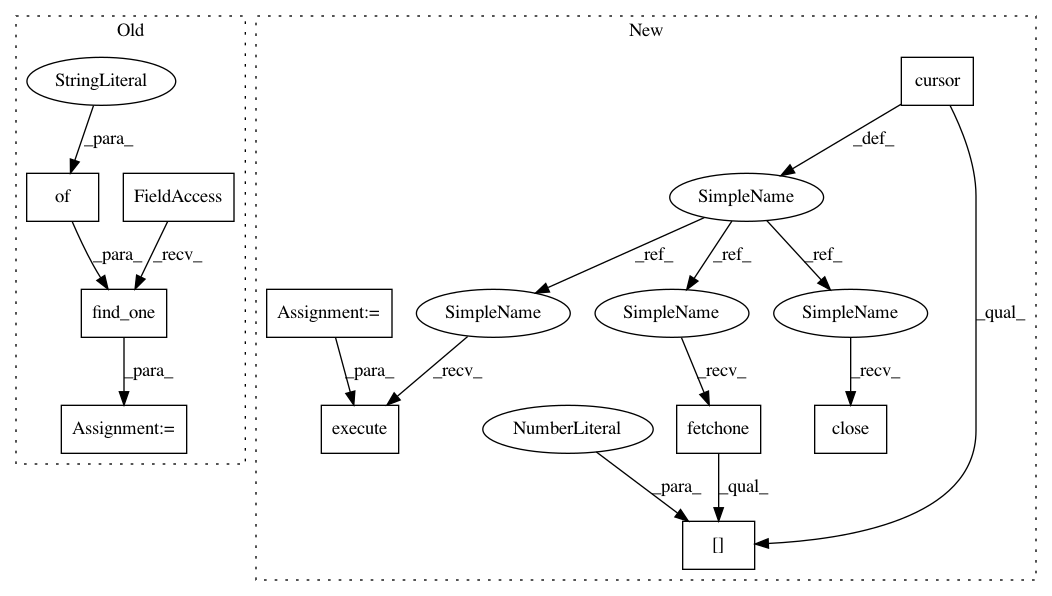 Old
New
StringLiteral
cursor
_para_
_def_
of
FieldAccess
SimpleName
_para_
_recv_
_ref_
_ref_
_ref_
_qual_
find_one
Assignment:=
SimpleName
SimpleName
SimpleName
_para_
_para_
_recv_
_recv_
_recv_
Assignment:=
execute
NumberLiteral
fetchone
close
_para_
_qual_
[]